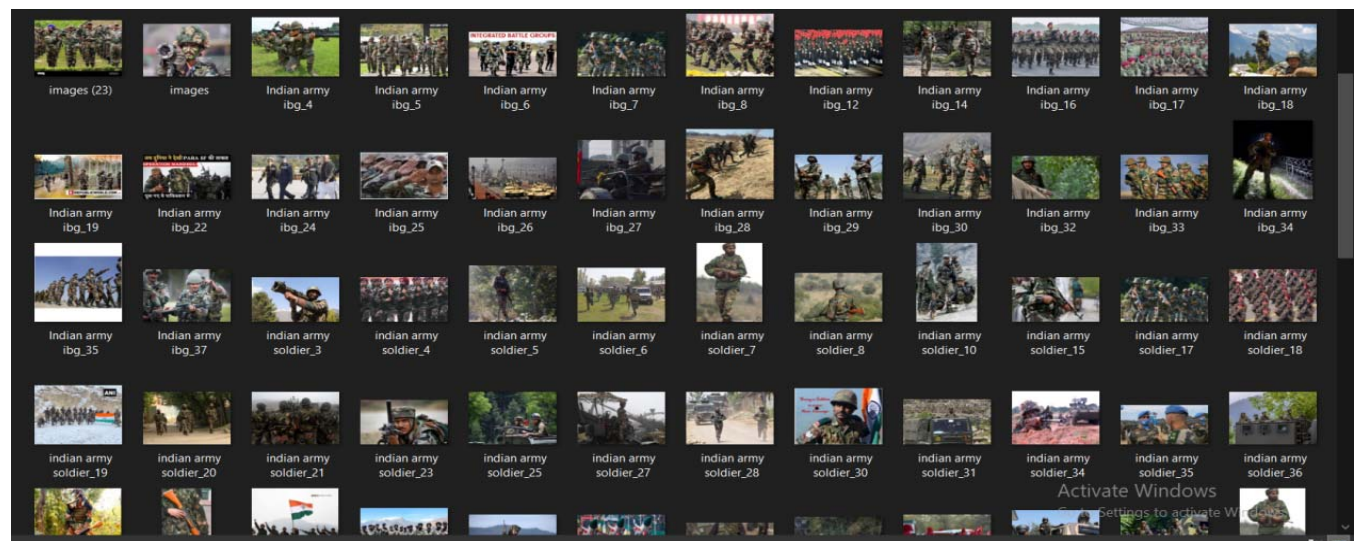 INTEGRATED BATTLE GROUPS
images (23)
images
Indian army
ibg_4
Indian army
ibg_5
Indian army
ibg_6
Indian army
ibg_7
Indian army
ibg_8
Indian army
ibg_12
Indian army
ibg_14
Indian army
ibg_16
Indian army
ibg_17
Indian army
ibg_18
Indian army
ibg_19
Indian army
ibg_22
Indian army
ibg_24
Indian army
ibg_25
Indian army
ibg_26
Indian army
ibg_27
Indian army
ibg_28
Indian army
ibg_29
Indian army
ibg_30
Indian army
ibg_32
Indian army
ibg_33
Indian army
ibg_34
Indian army
ibg_35
Indian army
ibg_37
indian army
soldier_3
indian army
soldier_4
indian army
soldier_5
indian army
soldier_6
indian army
soldier_7
indian army
soldier_8
indian army
soldier_10
indian army
soldier_15
indian army
soldier_17
indian army
soldier_18
ANI
indian army
soldier_19
indian army
soldier_20
indian army
soldier_21
indian army
soldier_23
indian army
soldier_25
indian army
soldier_27
indian army
soldier_28
indian army
soldier_30
indian army
soldier_31
indian army
soldier_34
indian army
soldier_35
indian army
soldier_36
Activate Windows
Go to Settings to activate Windows.